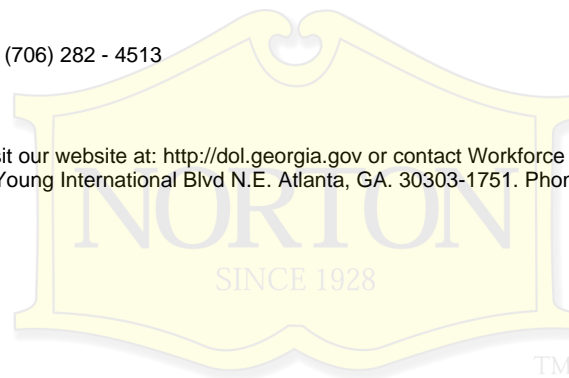 (706) 282 - 4513
sit our website at: http://dol.georgia.gov or contact Workforce
Young International Blvd N.E. Atlanta, GA. 30303-1751. Phon
NORTON
SINCE 1928
TM